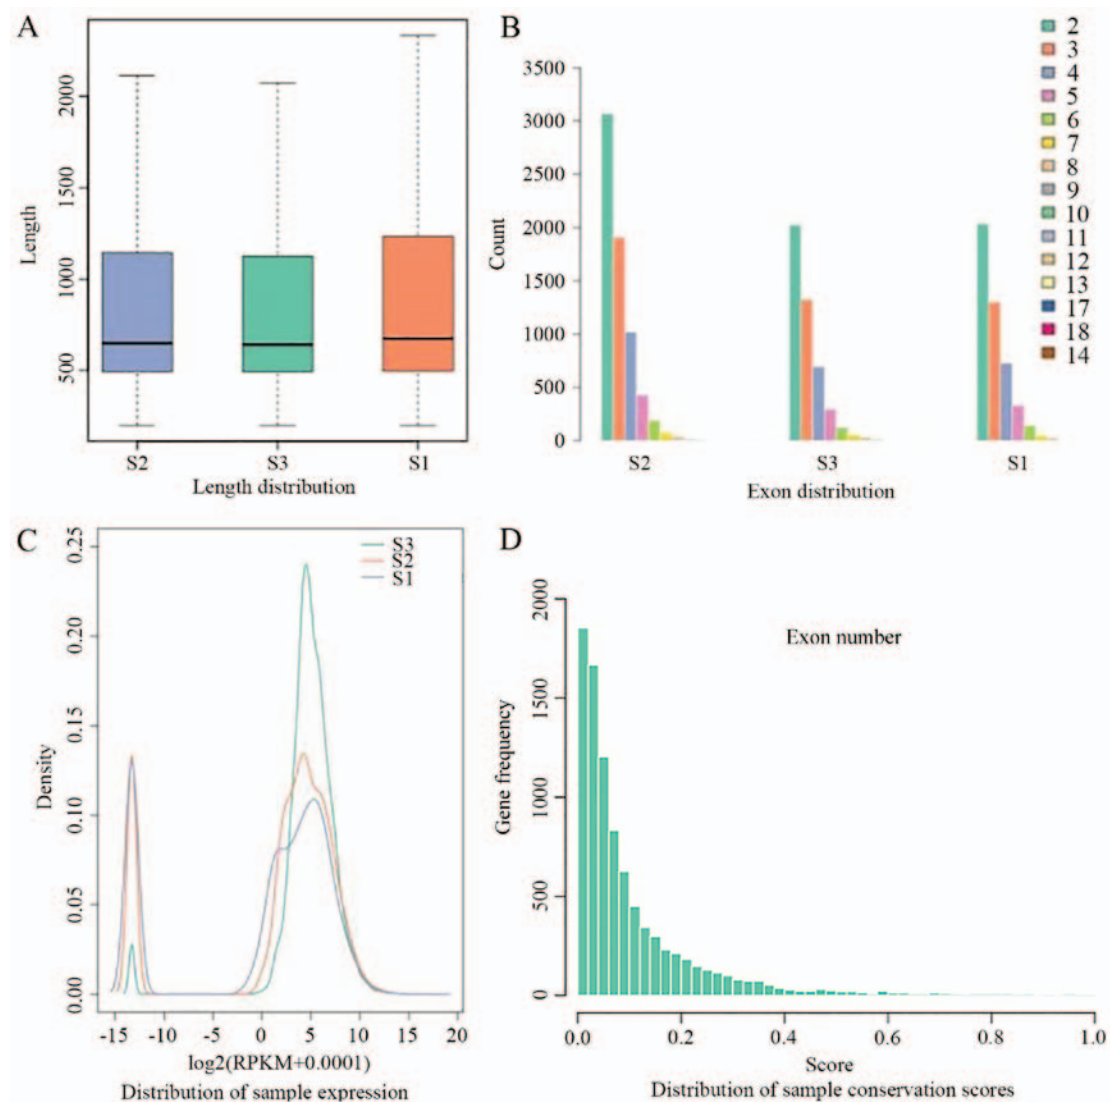 A
2000
1500
1000
500
Length
S2 S3 S1
Length distribution
B
3500
3000
2500
2000
1500
1000
500
0
Count
S2 S3 S1
Exon distribution
2
3
4
5
6
7
8
9
10
11
12
13
17
18
14
C
0.25
0.20
0.15
0.10
0.05
0.00
Density
S3
S2
S1
-15 -10 -5 0 5 10 15 20
log2(RPKM+0.0001)
Distribution of sample expression
D
2000
1500
1000
500
0
Gene frequency
Exon number
0.0 0.2 0.4 0.6 0.8 1.0
Score
Distribution of sample conservation scores